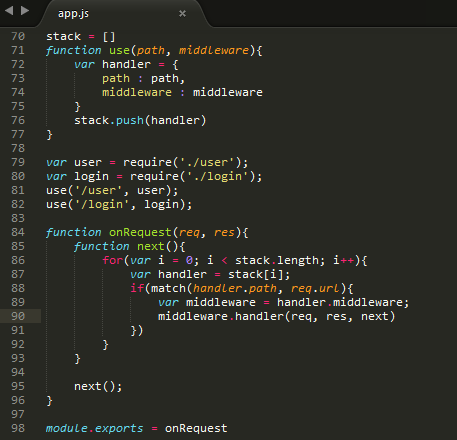 app.js ×
70 stack = []
71 function use(path, middleware){
72     var handler = {
73         path : path,
74         middleware : middleware
75     }
76     stack.push(handler)
77 }
78
79 var user = require('./user');
80 var login = require('./login');
81 use('/user', user);
82 use('/login', login);
83
84 function onRequest(req, res){
85     function next(){
86         for(var i = 0; i < stack.length; i++){
87             var handler = stack[i];
88             if(match(handler.path, req.url){
89                 var middleware = handler.middleware;
90                 middleware.handler(req, res, next)
91             })
92         }
93     }
94
95     next();
96 }
97
98 module.exports = onRequest